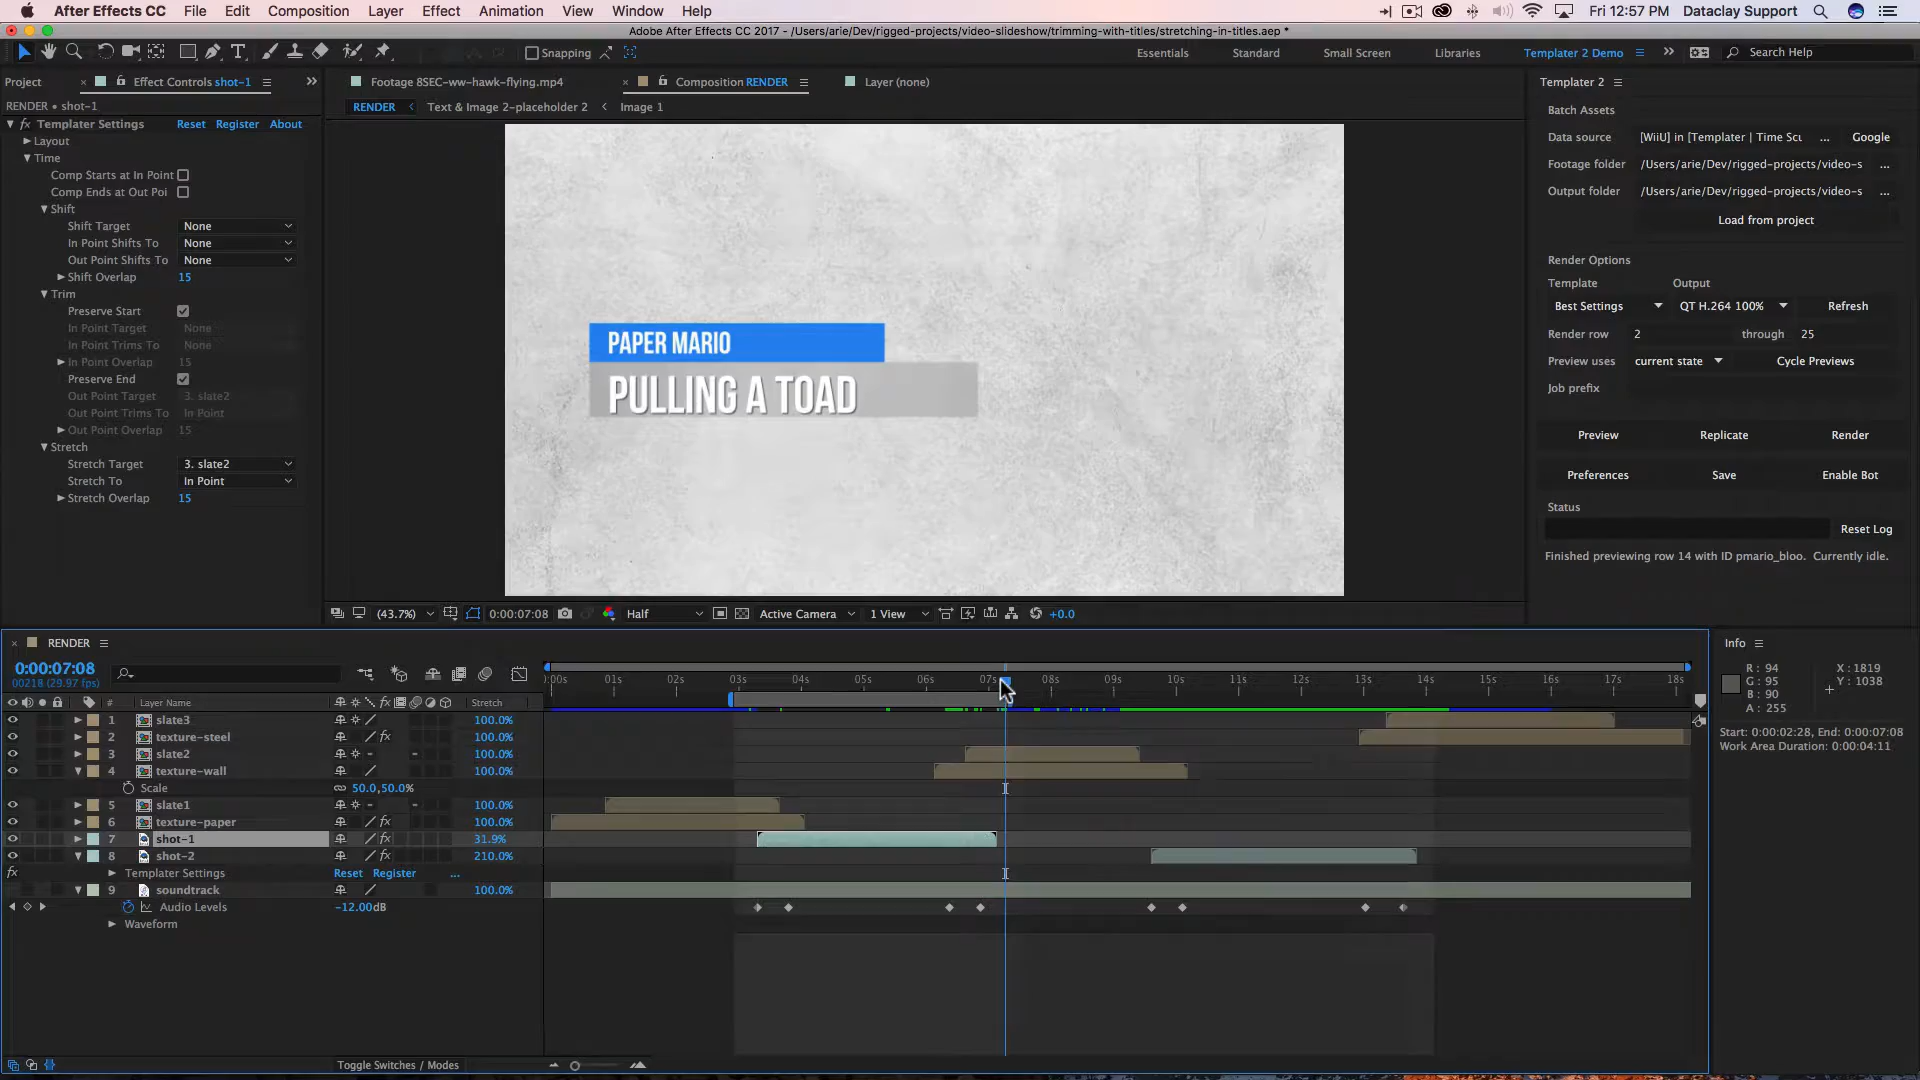 After Effects CC File Edit Composition Layer Effect Animation View Window Help Fri 12:57 PM Dataclay Support
Adobe After Effects CC 2017 - /Users/arie/Dev/rigged-projects/video-slideshow/trimming-with-titles/stretching-in-titles.aep *
Snapping Essentials Standard Small Screen Libraries Templater 2 Demo Search Help
Project Effect Controls shot-1 Footage 8SEC-ww-hawk-flying.mp4 Composition RENDER Layer (none) Templater 2
RENDER • shot-1 RENDER Text & Image 2-placeholder 2 Image 1
Templater Settings Reset Register About
Layout
Time
Comp Starts at In Point
Comp Ends at Out Poi
Shift
Shift Target None
In Point Shifts To None
Out Point Shifts To None
Shift Overlap 15
Trim
Preserve Start
In Point Target None
In Point Trims To None
In Point Overlap 15
Preserve End
Out Point Target 3. slate2
Out Point Trims To In Point
Out Point Overlap 15
Stretch
Stretch Target 3. slate2
Stretch To In Point
Stretch Overlap 15
PAPER MARIO
PULLING A TOAD
(43.7%) 0:00:07:08 Half Active Camera 1 View +0.0
Batch Assets
Data source [WiiU] in [Templater | Time Scu ... Google
Footage folder /Users/arie/Dev/rigged-projects/video-s ...
Output folder /Users/arie/Dev/rigged-projects/video-s ...
Load from project
Render Options
Template Output
Best Settings QT H.264 100% Refresh
Render row 2 through 25
Preview uses current state Cycle Previews
Job prefix
Preview Replicate Render
Preferences Save Enable Bot
Status
Reset Log
Finished previewing row 14 with ID pmario_bloo. Currently idle.
RENDER
0:00:07:08
00218 (29.97 fps)
):00s 01s 02s 03s 04s 05s 06s 07s 08s 09s 10s 11s 12s 13s 14s 15s 16s 17s 18s
# Layer Name fx Stretch
1 slate3 100.0%
2 texture-steel fx 100.0%
3 slate2 100.0%
4 texture-wall 100.0%
Scale 50.0,50.0%
5 slate1 100.0%
6 texture-paper fx 100.0%
7 shot-1 fx 31.9%
8 shot-2 fx 210.0%
fx Templater Settings Reset Register ...
9 soundtrack 100.0%
Audio Levels -12.00dB
Waveform
Toggle Switches / Modes
Info
R : 94 X : 1819
G : 95 Y : 1038
B : 90
A : 255
Start: 0:00:02:28, End: 0:00:07:08
Work Area Duration: 0:00:04:11